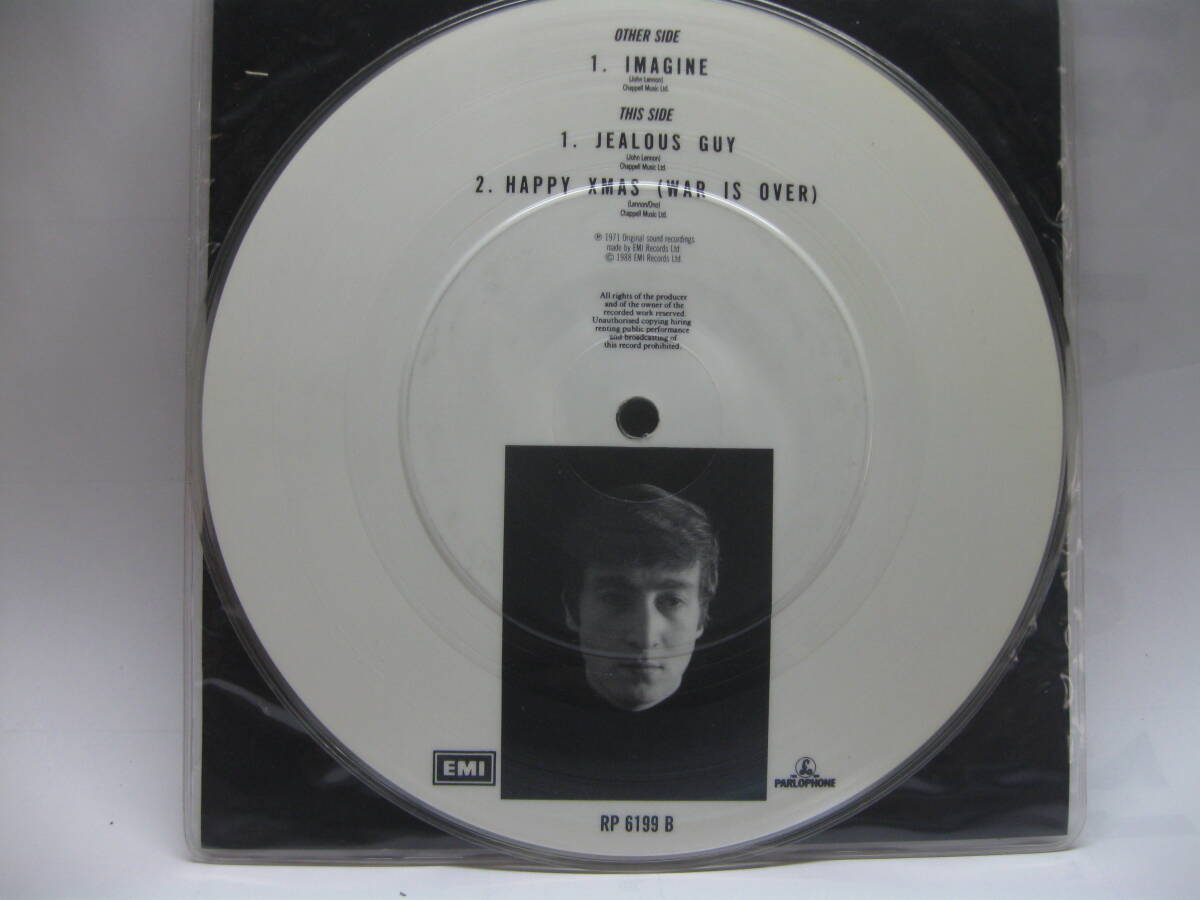 OTHER SIDE
1. IMAGINE
(John Lennon)
Chappell Music Ltd.
THIS SIDE
1. JEALOUS GUY
(John Lennon)
Chappell Music Ltd.
2. HAPPY XMAS (WAR IS OVER)
(Lennon/Ono)
Chappell Music Ltd.
℗ 1971 Original sound recordings
made by EMI Records Ltd.
© 1988 EMI Records Ltd.
All rights of the producer
and of the owner of the
recorded work reserved.
Unauthorised copying hiring
renting public performance
and broadcasting of
this record prohibited.
EMI
PARLOPHONE
RP 6199 B